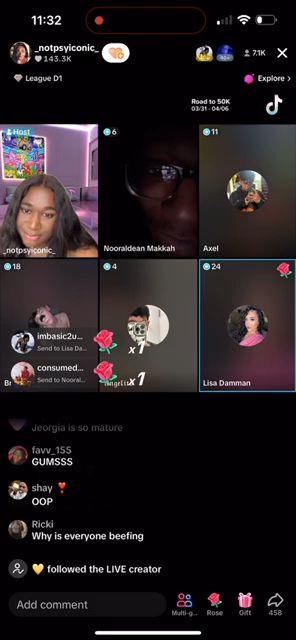 11:32
32
_notpsyiconic_
143.3K
7.1K
League D1
Explore >
Road to 50K
03/31 - 04/06
TikTok
Host
6
11
_notpsyiconic_
Nooraldean Makkah
Axel
18
4
24
imbasic2u...
Send to Lisa Da...
x1
consumed...
Send to Nooral...
x1
Lisa Damman
Jeorgia is so mature
favv_155
GUMSSS
shay ❣️
OOP
Ricki
Why is everyone beefing
💛 followed the LIVE creator
Add comment
Multi-g...
Rose
Gift
458